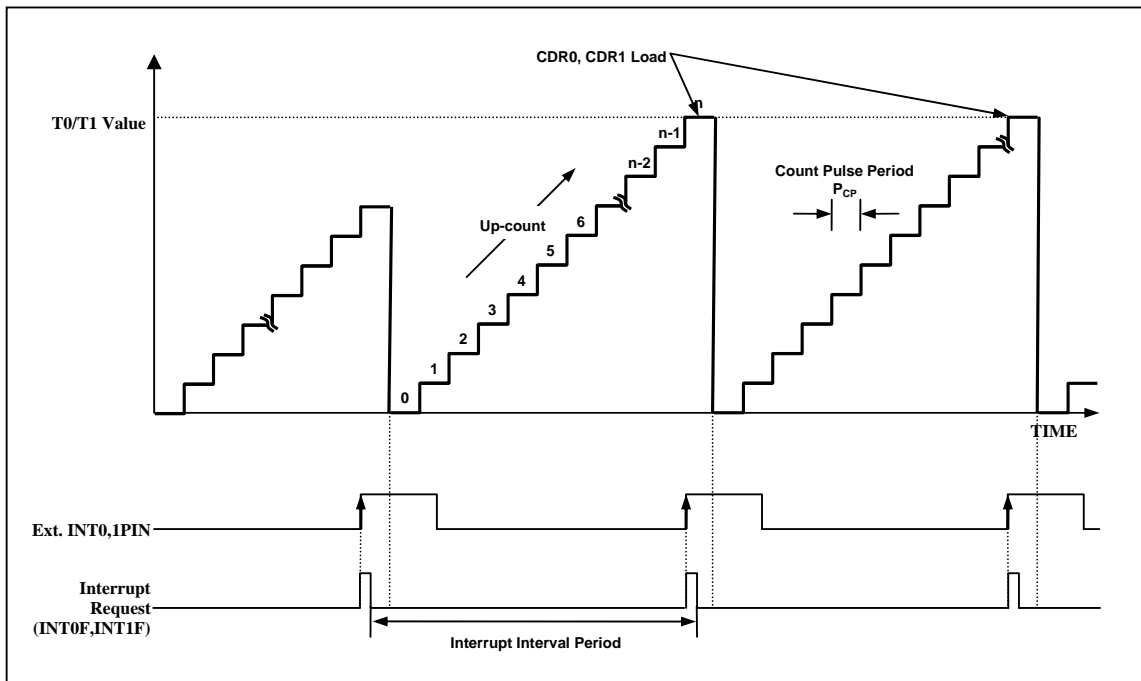 CDR0, CDR1 Load
n
T0/T1 Value
n-1
n-2
Count Pulse Period
PCP
Up-count
6
5
4
3
2
1
0
TIME
Ext. INT0,1PIN
Interrupt
Request
(INT0F,INT1F)
Interrupt Interval Period